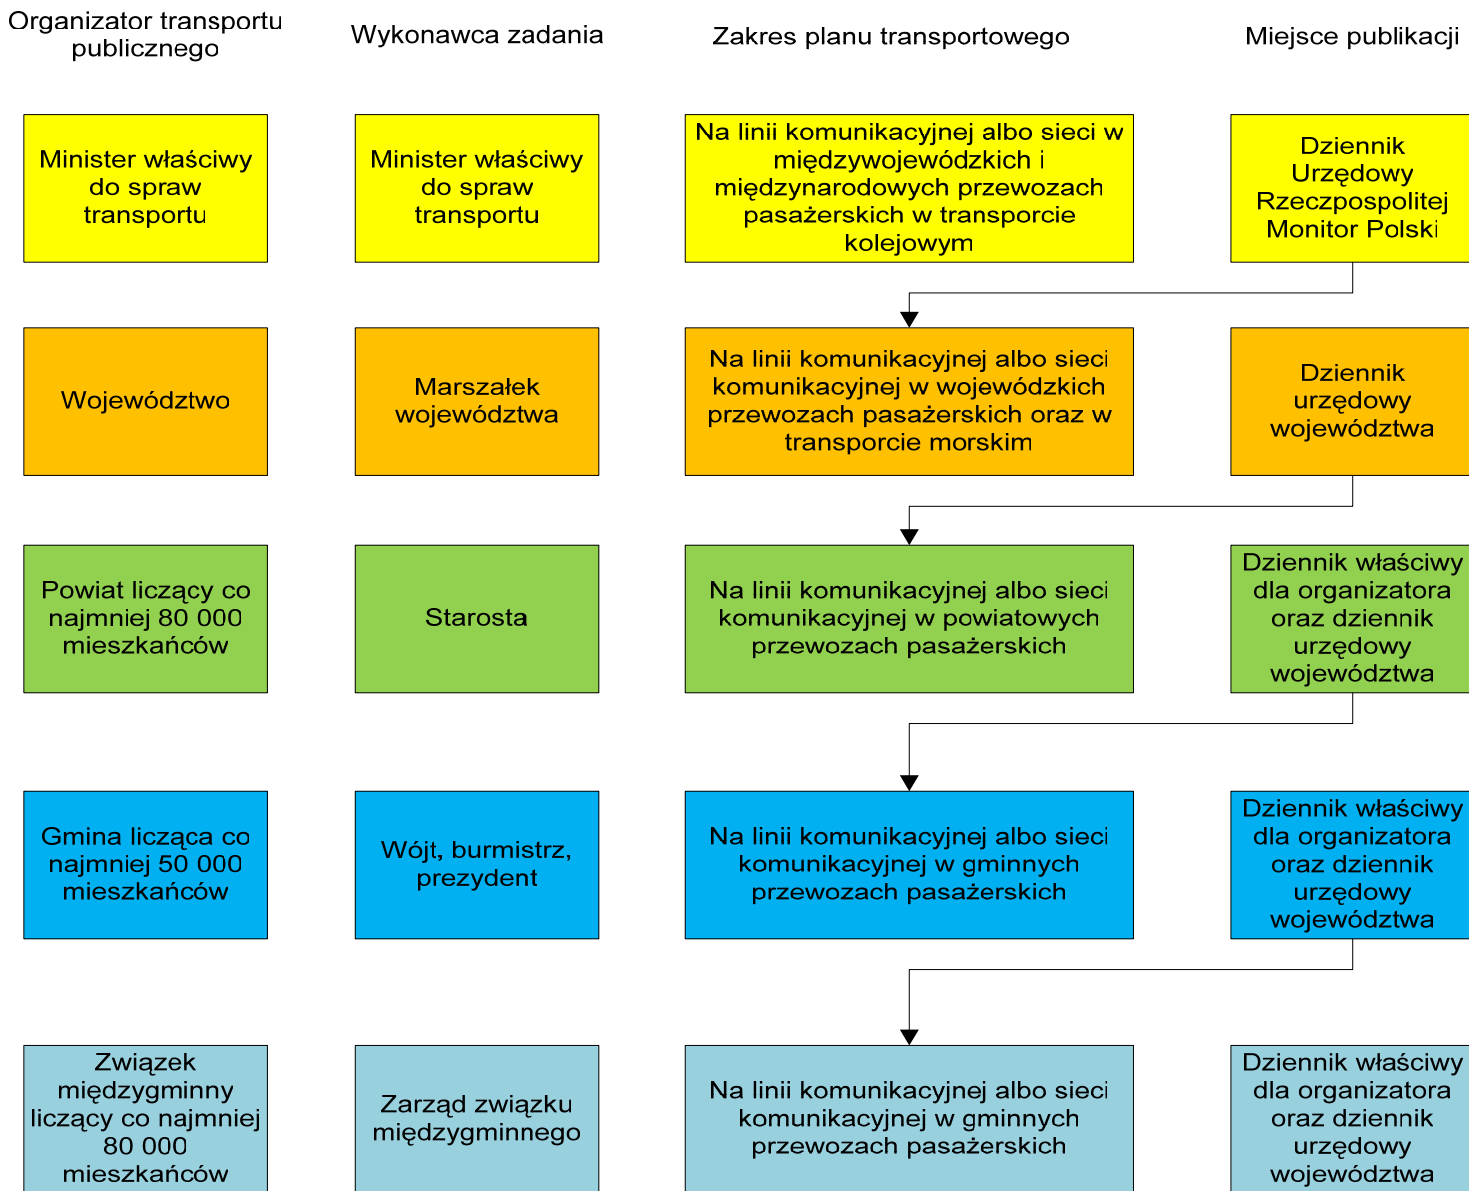 Organizator transportu
publicznego
Wykonawca zadania
Zakres planu transportowego
Miejsce publikacji
Minister właściwy
do spraw
transportu
Minister właściwy
do spraw
transportu
Na linii komunikacyjnej albo sieci w
międzywojewódzkich i
międzynarodowych przewozach
pasażerskich w transporcie
kolejowym
Dziennik
Urzędowy
Rzeczpospolitej
Monitor Polski
Województwo
Marszałek
województwa
Na linii komunikacyjnej albo sieci
komunikacyjnej w wojewódzkich
przewozach pasażerskich oraz w
transporcie morskim
Dziennik
urzędowy
województwa
Powiat liczący co
najmniej 80 000
mieszkańców
Starosta
Na linii komunikacyjnej albo sieci
komunikacyjnej w powiatowych
przewozach pasażerskich
Dziennik właściwy
dla organizatora
oraz dziennik
urzędowy
województwa
Gmina licząca co
najmniej 50 000
mieszkańców
Wójt, burmistrz,
prezydent
Na linii komunikacyjnej albo sieci
komunikacyjnej w gminnych
przewozach pasażerskich
Dziennik właściwy
dla organizatora
oraz dziennik
urzędowy
województwa
Związek
międzygminny
liczący co najmniej
80 000
mieszkańców
Zarząd związku
międzygminnego
Na linii komunikacyjnej albo sieci
komunikacyjnej w gminnych
przewozach pasażerskich
Dziennik właściwy
dla organizatora
oraz dziennik
urzędowy
województwa